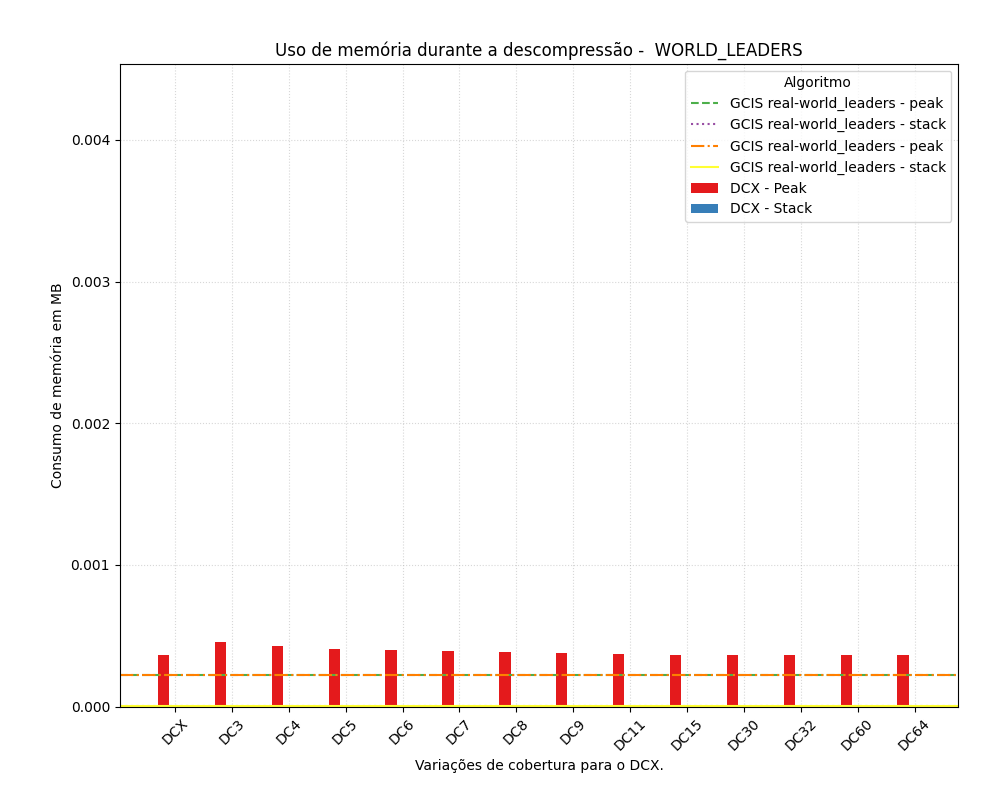 Uso de memória durante a descompressão -  WORLD_LEADERS
Algoritmo
GCIS real-world_leaders - peak
GCIS real-world_leaders - stack
GCIS real-world_leaders - peak
GCIS real-world_leaders - stack
DCX - Peak
DCX - Stack
Consumo de memória em MB
0.004
0.003
0.002
0.001
0.000
DCX
DC3
DC4
DC5
DC6
DC7
DC8
DC9
DC11
DC15
DC30
DC32
DC60
DC64
Variações de cobertura para o DCX.